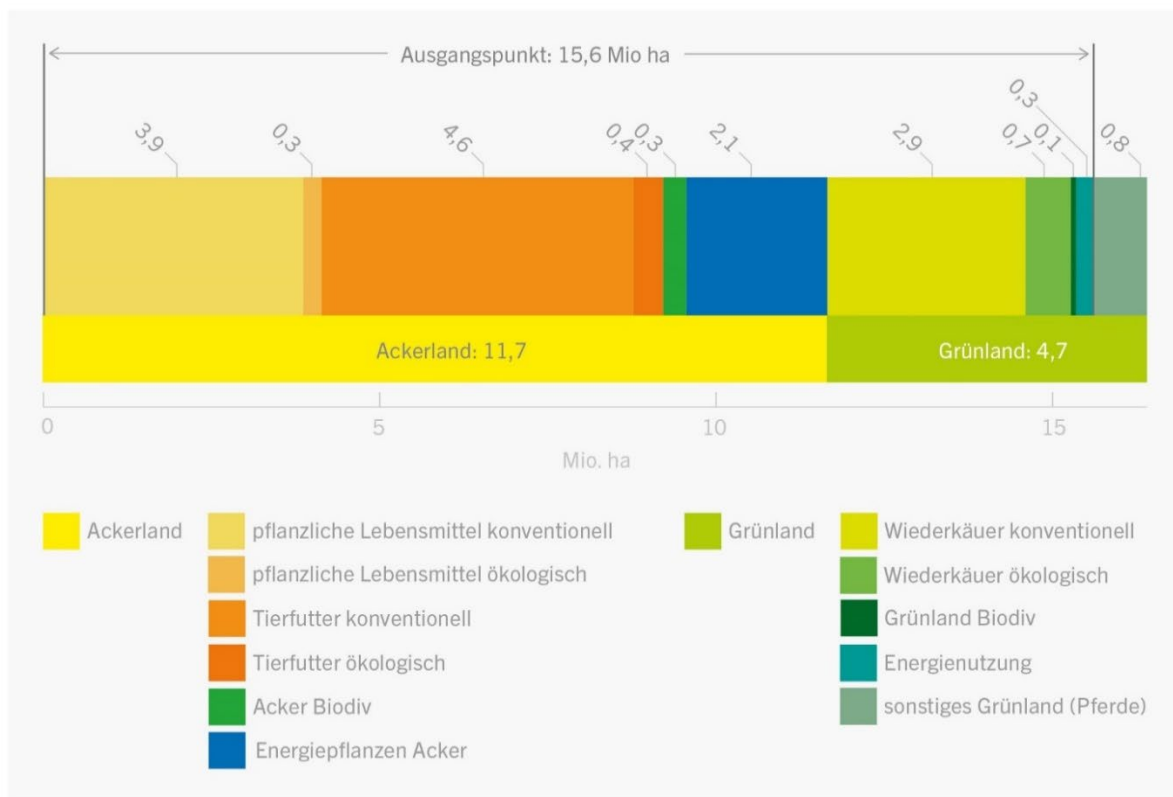 Ausgangspunkt: 15,6 Mio ha
3,9
0,3
4,6
0,4
0,3
2,1
2,9
0,7
0,1
0,3
0,8
Ackerland: 11,7
Grünland: 4,7
0
5
10
15
Mio. ha
Ackerland
pflanzliche Lebensmittel konventionell
pflanzliche Lebensmittel ökologisch
Tierfutter konventionell
Tierfutter ökologisch
Acker Biodiv
Energiepflanzen Acker
Grünland
Wiederkäuer konventionell
Wiederkäuer ökologisch
Grünland Biodiv
Energienutzung
sonstiges Grünland (Pferde)